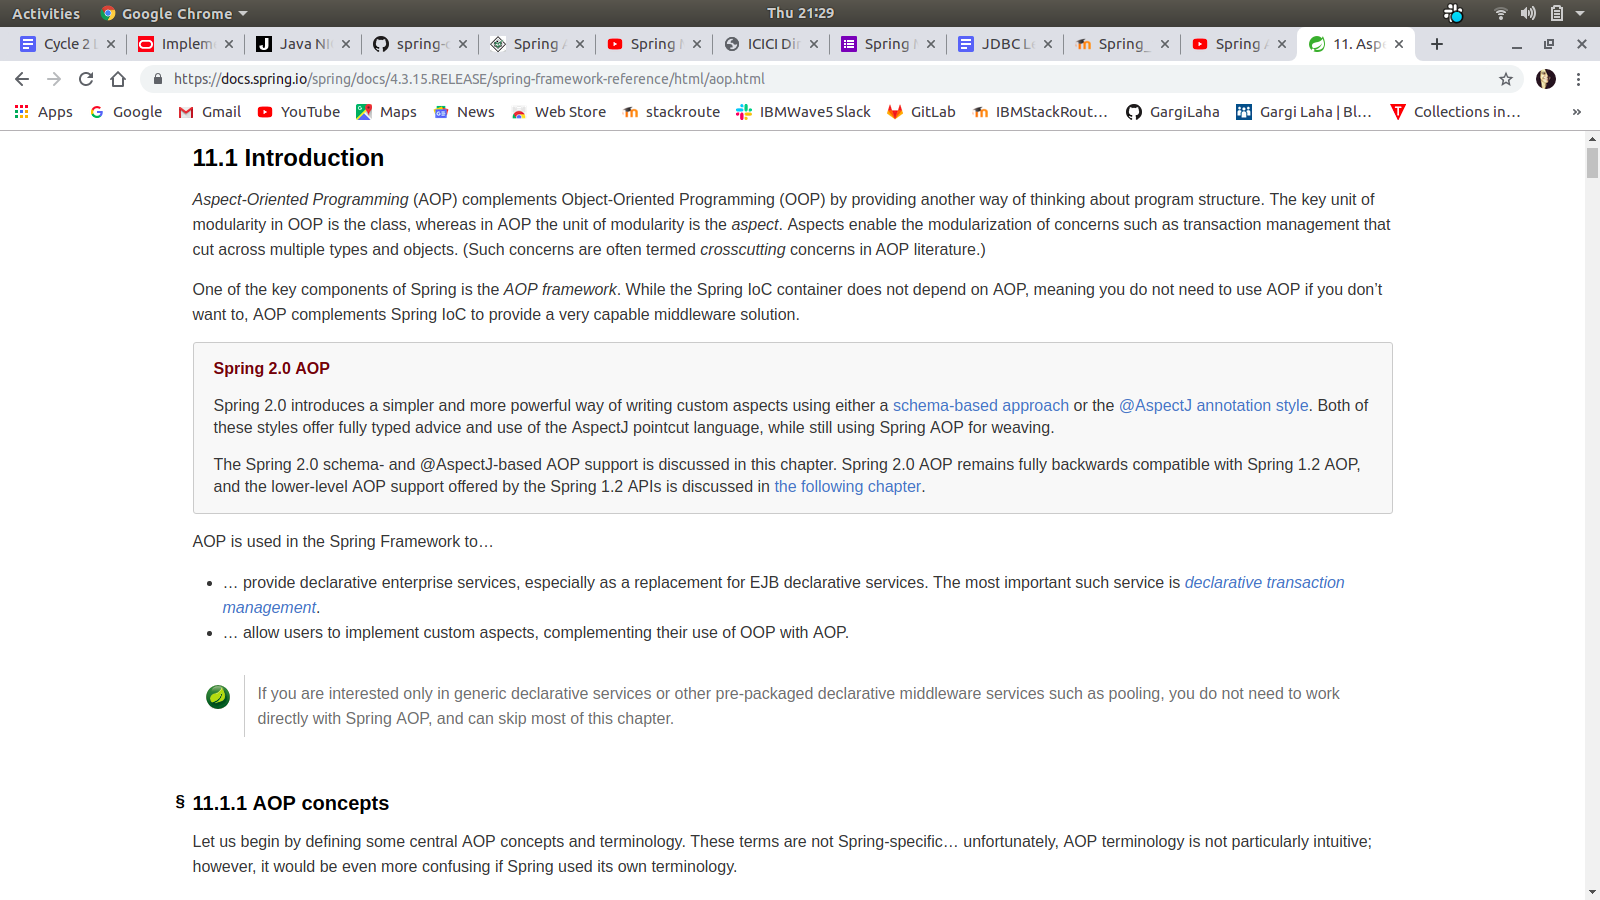 Activities Google Chrome Thu 21:29
Cycle 2 L Implem Java NI spring- Spring Spring ICICI Di Spring JDBC L Spring_ Spring 11. Asp
https://docs.spring.io/spring/docs/4.3.15.RELEASE/spring-framework-reference/html/aop.html
Apps Google Gmail YouTube Maps News Web Store stackroute IBMWave5 Slack GitLab IBMStackRout... GargiLaha Gargi Laha | Bl... Collections in... »
11.1 Introduction
Aspect-Oriented Programming (AOP) complements Object-Oriented Programming (OOP) by providing another way of thinking about program structure. The key unit of
modularity in OOP is the class, whereas in AOP the unit of modularity is the aspect. Aspects enable the modularization of concerns such as transaction management that
cut across multiple types and objects. (Such concerns are often termed crosscutting concerns in AOP literature.)
One of the key components of Spring is the AOP framework. While the Spring IoC container does not depend on AOP, meaning you do not need to use AOP if you don’t
want to, AOP complements Spring IoC to provide a very capable middleware solution.
Spring 2.0 AOP
Spring 2.0 introduces a simpler and more powerful way of writing custom aspects using either a schema-based approach or the @AspectJ annotation style. Both of
these styles offer fully typed advice and use of the AspectJ pointcut language, while still using Spring AOP for weaving.
The Spring 2.0 schema- and @AspectJ-based AOP support is discussed in this chapter. Spring 2.0 AOP remains fully backwards compatible with Spring 1.2 AOP,
and the lower-level AOP support offered by the Spring 1.2 APIs is discussed in the following chapter.
AOP is used in the Spring Framework to…
• … provide declarative enterprise services, especially as a replacement for EJB declarative services. The most important such service is declarative transaction
management.
• … allow users to implement custom aspects, complementing their use of OOP with AOP.
If you are interested only in generic declarative services or other pre-packaged declarative middleware services such as pooling, you do not need to work
directly with Spring AOP, and can skip most of this chapter.
§ 11.1.1 AOP concepts
Let us begin by defining some central AOP concepts and terminology. These terms are not Spring-specific… unfortunately, AOP terminology is not particularly intuitive;
however, it would be even more confusing if Spring used its own terminology.